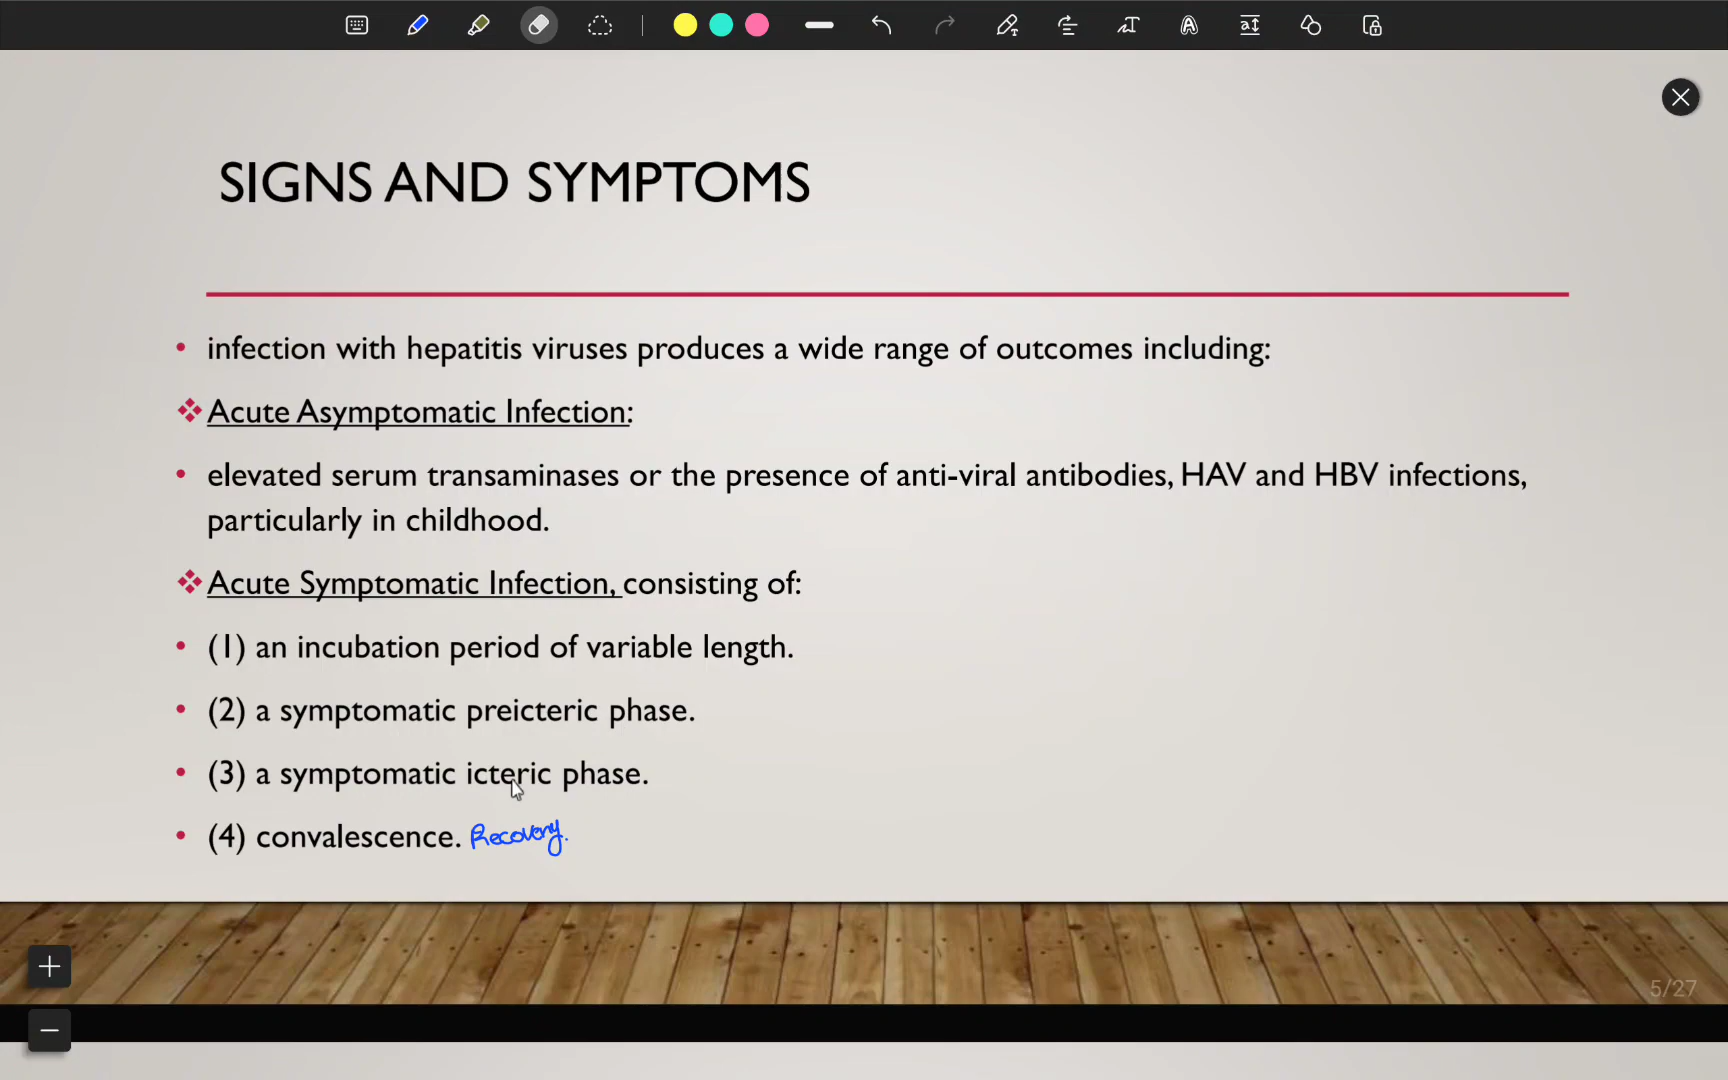 SIGNS AND SYMPTOMS
• infection with hepatitis viruses produces a wide range of outcomes including:
❖ Acute Asymptomatic Infection:
• elevated serum transaminases or the presence of anti-viral antibodies, HAV and HBV infections,
particularly in childhood.
❖ Acute Symptomatic Infection, consisting of:
• (1) an incubation period of variable length.
• (2) a symptomatic preicteric phase.
• (3) a symptomatic icteric phase.
• (4) convalescence. Recovery.
5/27